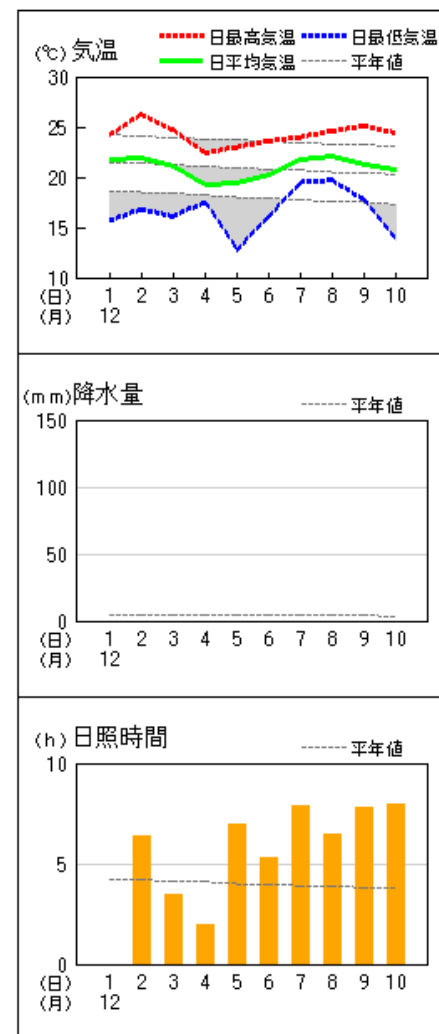 日最高気温 日最低気温
(℃)気温 日平均気温 平年値
30
25
20
15
10
(日) 1 2 3 4 5 6 7 8 9 10
(月) 12
(mm)降水量 平年値
150
100
50
0
(日) 1 2 3 4 5 6 7 8 9 10
(月) 12
(h)日照時間 平年値
10
5
0
(日) 1 2 3 4 5 6 7 8 9 10
(月) 12